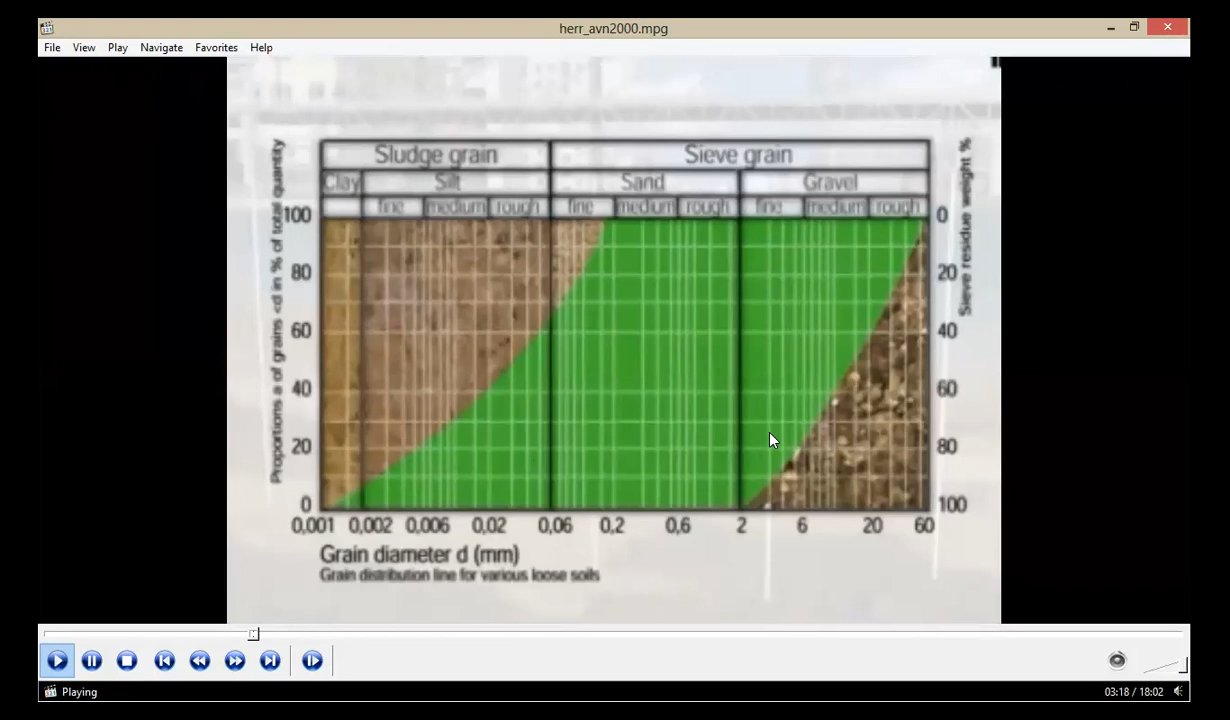 herr_avn2000.mpg
File View Play Navigate Favorites Help
Sludge grain Sieve grain
Clay Silt Sand Gravel
fine medium rough fine medium rough fine medium rough
Proportions a of grains <d in % of total quantity
Sieve residue weight %
100 0
80 20
60 40
40 60
20 80
0 100
0,001 0,002 0,006 0,02 0,06 0,2 0,6 2 6 20 60
Grain diameter d (mm)
Grain distribution line for various loose soils
Playing 03:18 / 18:02